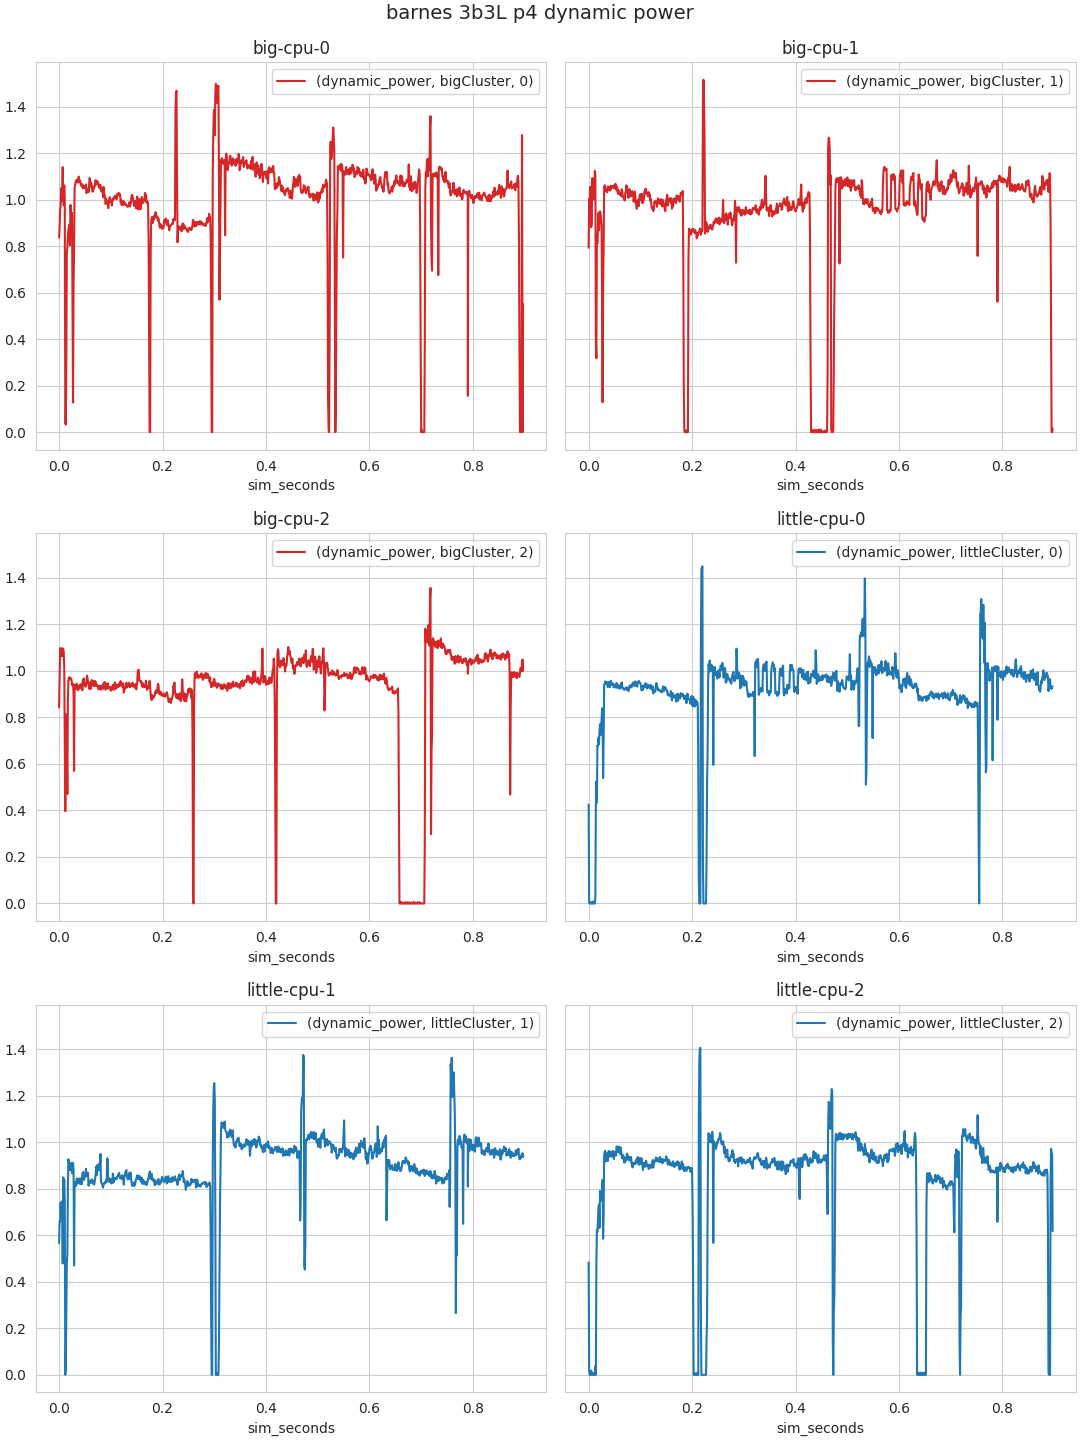 barnes 3b3L p4 dynamic power
big-cpu-0
(dynamic_power, bigCluster, 0)
1.4
1.2
1.0
0.8
0.6
0.4
0.2
0.0
0.0 0.2 0.4 0.6 0.8
sim_seconds
big-cpu-1
(dynamic_power, bigCluster, 1)
0.0 0.2 0.4 0.6 0.8
sim_seconds
big-cpu-2
(dynamic_power, bigCluster, 2)
1.4
1.2
1.0
0.8
0.6
0.4
0.2
0.0
0.0 0.2 0.4 0.6 0.8
sim_seconds
little-cpu-0
(dynamic_power, littleCluster, 0)
0.0 0.2 0.4 0.6 0.8
sim_seconds
little-cpu-1
(dynamic_power, littleCluster, 1)
1.4
1.2
1.0
0.8
0.6
0.4
0.2
0.0
0.0 0.2 0.4 0.6 0.8
sim_seconds
little-cpu-2
(dynamic_power, littleCluster, 2)
0.0 0.2 0.4 0.6 0.8
sim_seconds